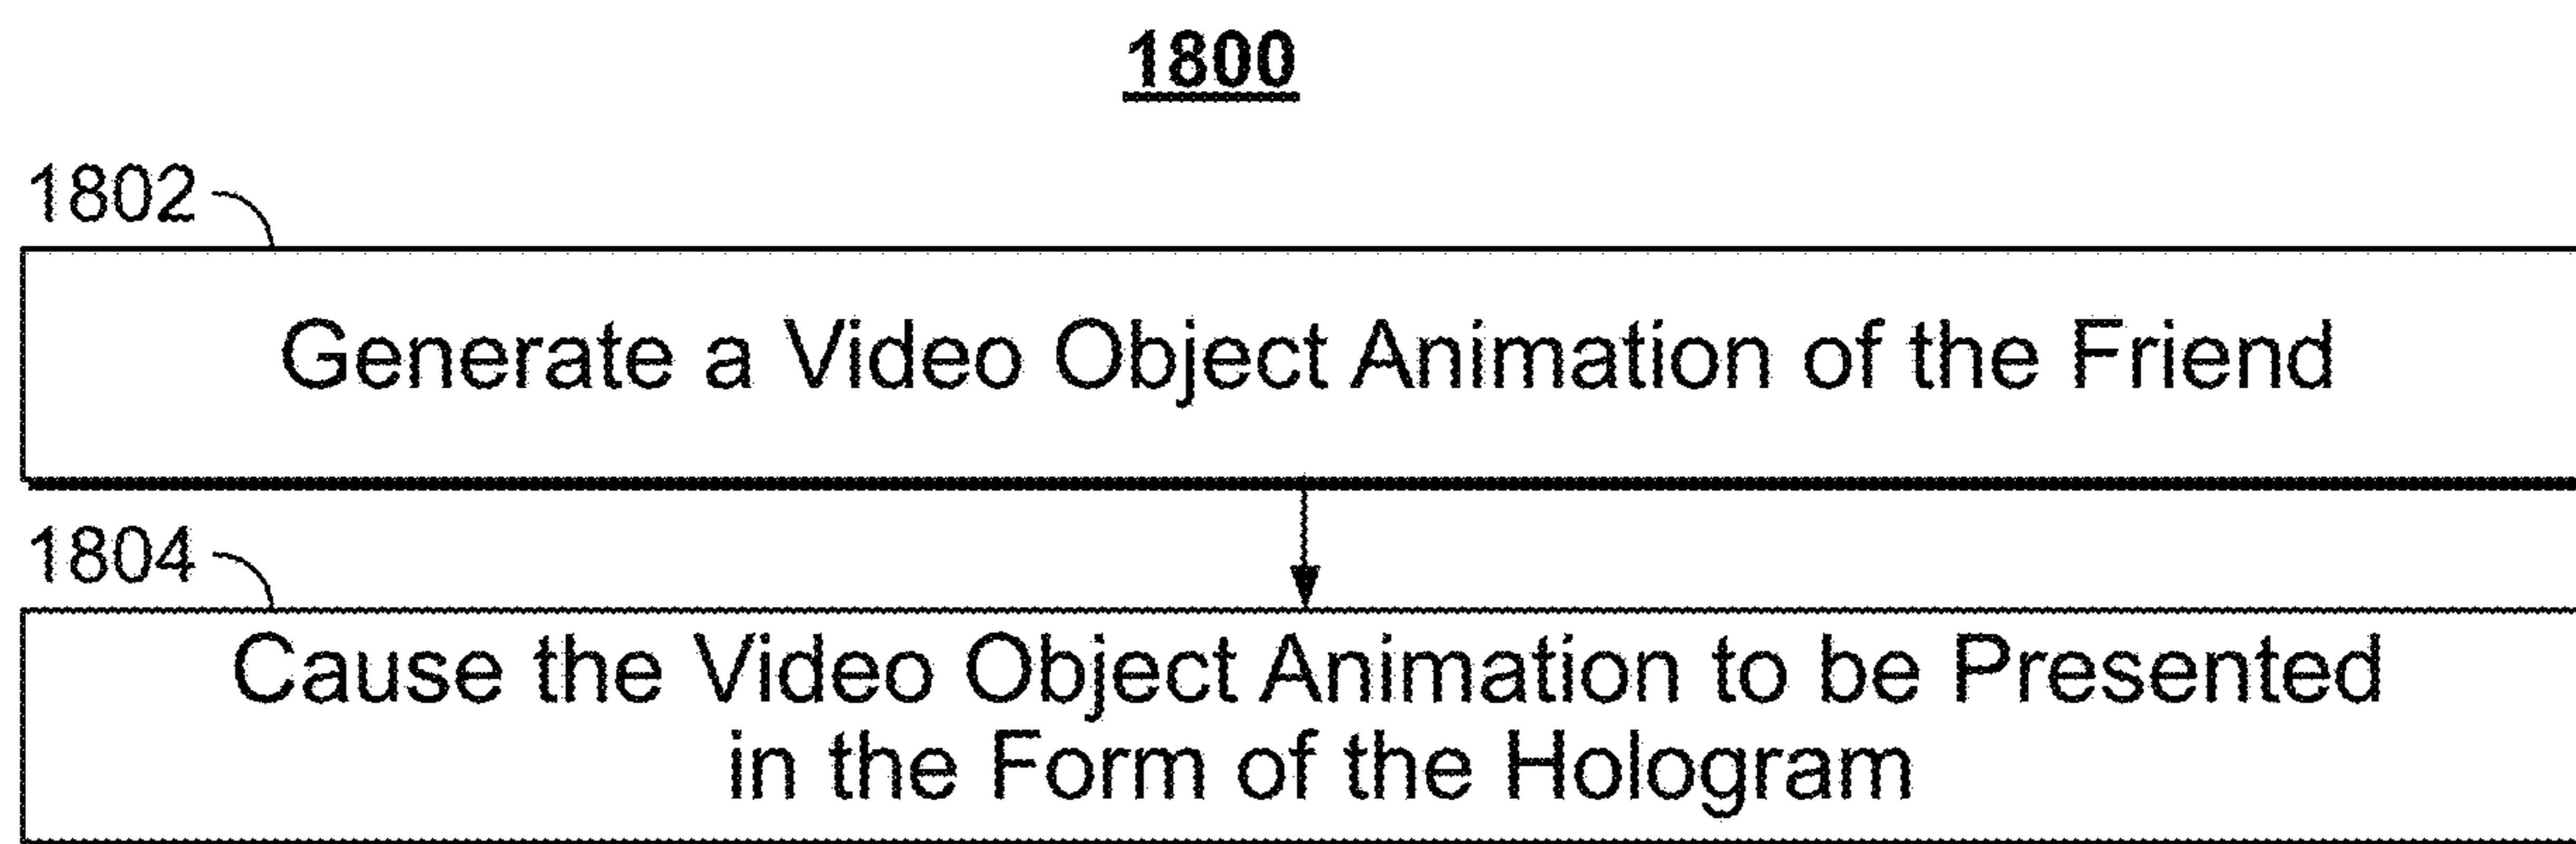 1800
1802
Generate a Video Object Animation of the Friend
1804
Cause the Video Object Animation to be Presented
in the Form of the Hologram